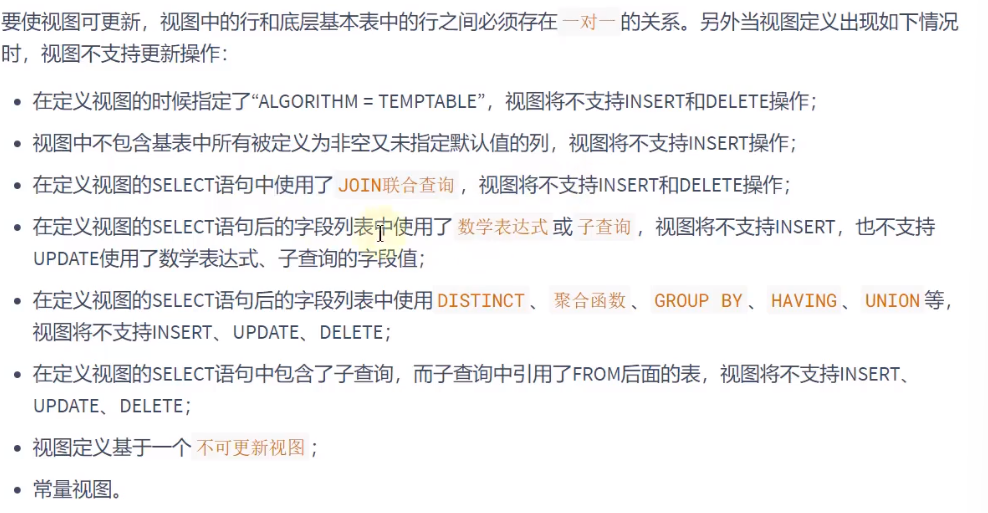 要使视图可更新，视图中的行和底层基本表中的行之间必须存在 一对一 的关系。另外当视图定义出现如下情况
时，视图不支持更新操作：
• 在定义视图的时候指定了“ALGORITHM = TEMPTABLE”，视图将不支持INSERT和DELETE操作；
• 视图中不包含基表中所有被定义为非空又未指定默认值的列，视图将不支持INSERT操作；
• 在定义视图的SELECT语句中使用了 JOIN联合查询 ，视图将不支持INSERT和DELETE操作；
• 在定义视图的SELECT语句后的字段列表中使用了 数学表达式 或 子查询 ，视图将不支持INSERT，也不支持
UPDATE使用了数学表达式、子查询的字段值；
• 在定义视图的SELECT语句后的字段列表中使用 DISTINCT 、 聚合函数 、 GROUP BY 、 HAVING 、 UNION 等，
视图将不支持INSERT、UPDATE、DELETE；
• 在定义视图的SELECT语句中包含了子查询，而子查询中引用了FROM后面的表，视图将不支持INSERT、
UPDATE、DELETE；
• 视图定义基于一个 不可更新视图 ；
• 常量视图。